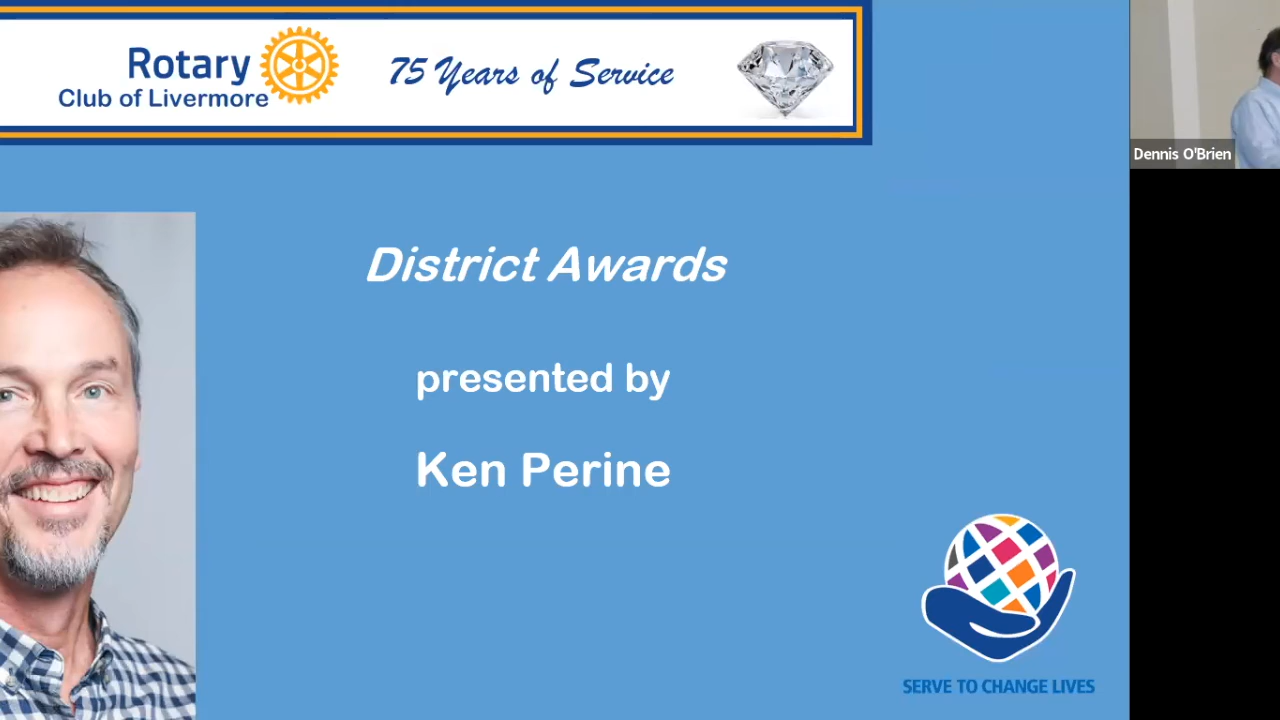 Rotary
Club of Livermore
75 Years of Service
Dennis O'Brien
District Awards
presented by
Ken Perine
SERVE TO CHANGE LIVES